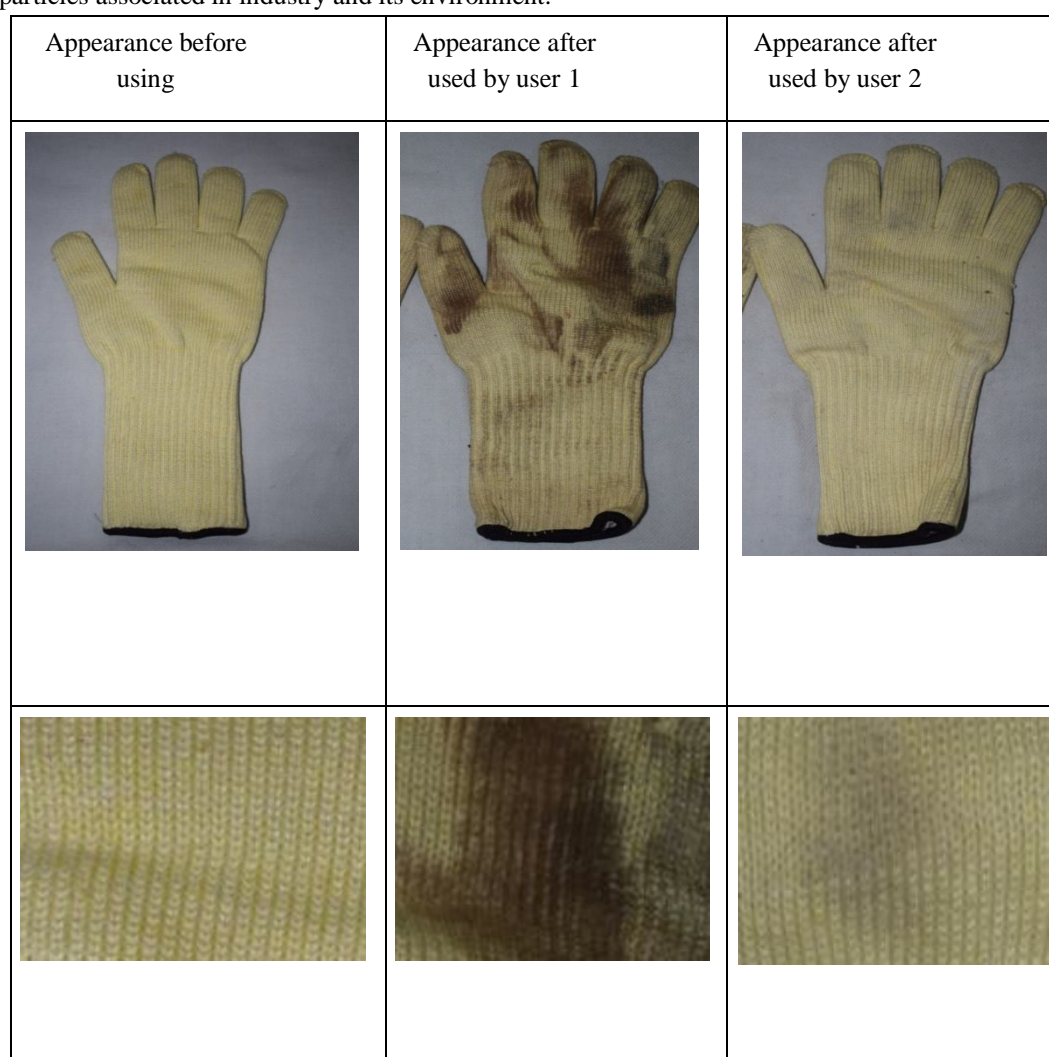 particles associated in industry and its environment.
Appearance before
using
Appearance after
used by user 1
Appearance after
used by user 2